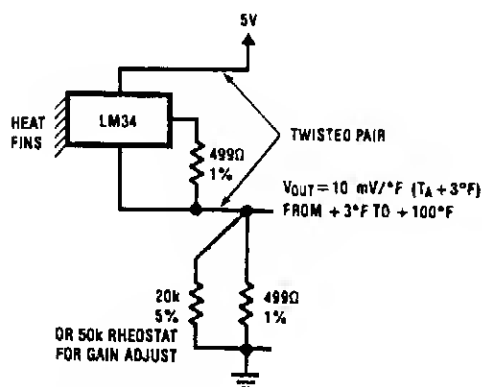 5V
HEAT
FINS
LM34
TWISTED PAIR
499Ω
1%
VOUT = 10 mV/°F (TA + 3°F)
FROM + 3°F TO + 100°F
20k
5%
499Ω
1%
OR 50k RHEOSTAT
FOR GAIN ADJUST